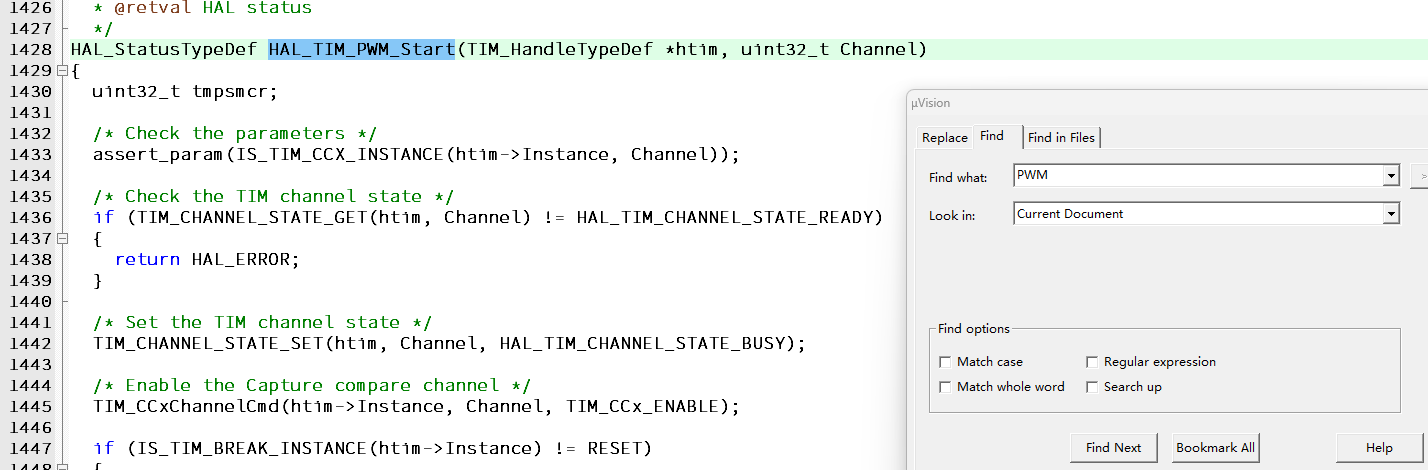 1426 * @retval HAL status
1427 */
1428 HAL_StatusTypeDef HAL_TIM_PWM_Start(TIM_HandleTypeDef *htim, uint32_t Channel)
1429 {
1430 uint32_t tmpsmcr;
1431
1432 /* Check the parameters */
1433 assert_param(IS_TIM_CCX_INSTANCE(htim->Instance, Channel));
1434
1435 /* Check the TIM channel state */
1436 if (TIM_CHANNEL_STATE_GET(htim, Channel) != HAL_TIM_CHANNEL_STATE_READY)
1437 {
1438 return HAL_ERROR;
1439 }
1440
1441 /* Set the TIM channel state */
1442 TIM_CHANNEL_STATE_SET(htim, Channel, HAL_TIM_CHANNEL_STATE_BUSY);
1443
1444 /* Enable the Capture compare channel */
1445 TIM_CCxChannelCmd(htim->Instance, Channel, TIM_CCx_ENABLE);
1446
1447 if (IS_TIM_BREAK_INSTANCE(htim->Instance) != RESET)
1448 {
µVision
Replace Find Find in Files
Find what: PWM >
Look in: Current Document
Find options
Match case Regular expression
Match whole word Search up
Find Next Bookmark All Help